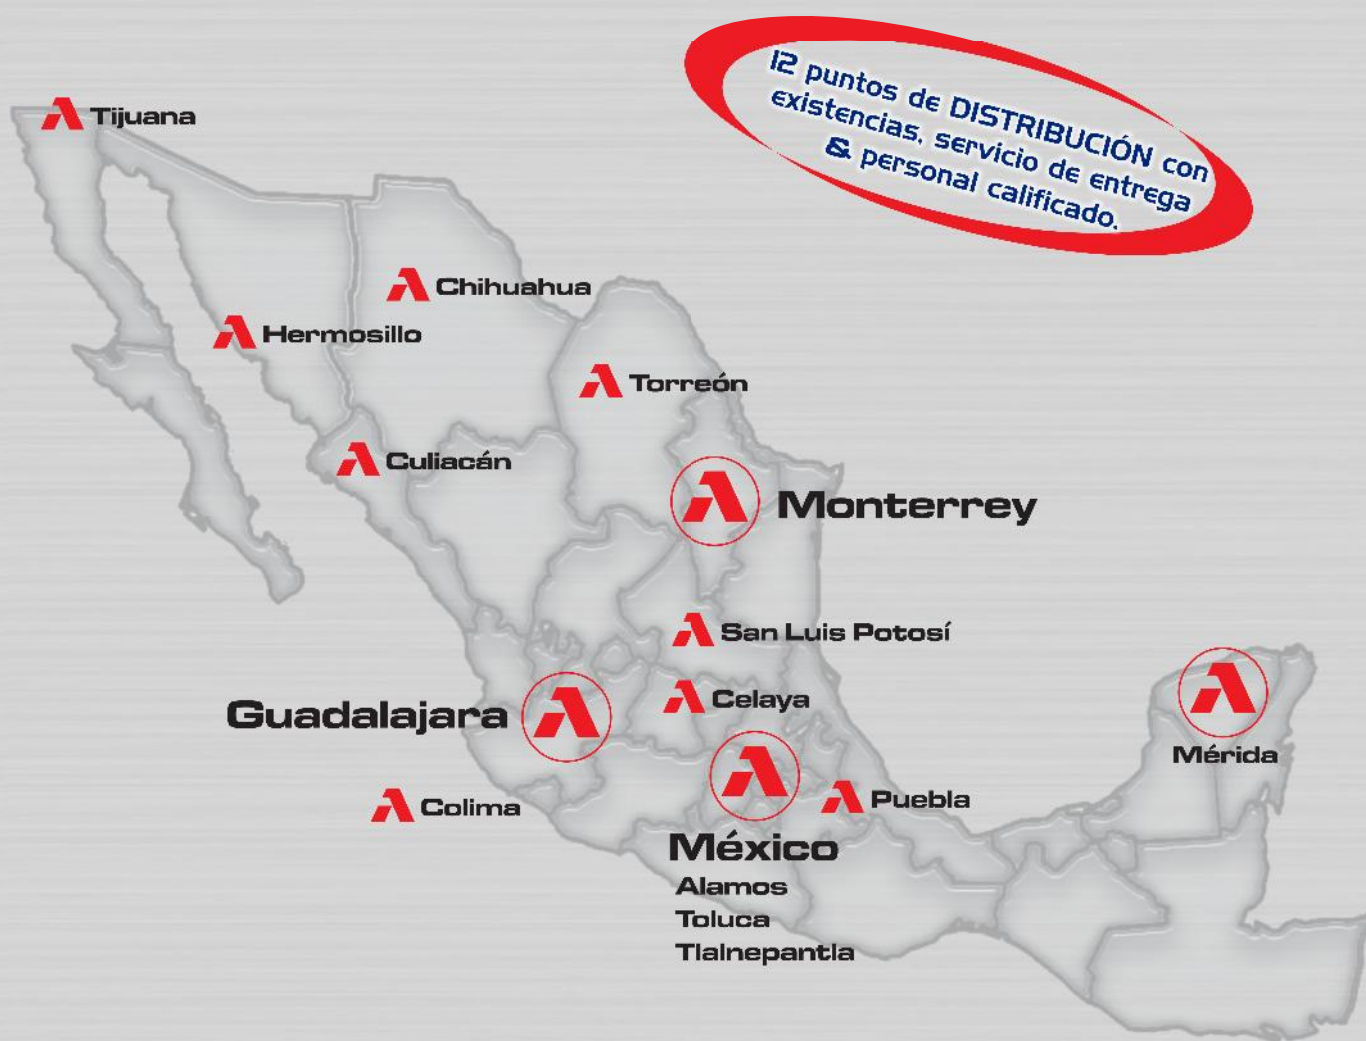 12 puntos de DISTRIBUCIÓN con
existencias, servicio de entrega
& personal calificado.
Tijuana
Chihuahua
Hermosillo
Torreón
Culiacán
Monterrey
San Luis Potosí
Celaya
Guadalajara
Mérida
Colima
Puebla
México
Alamos
Toluca
Tlalnepantla